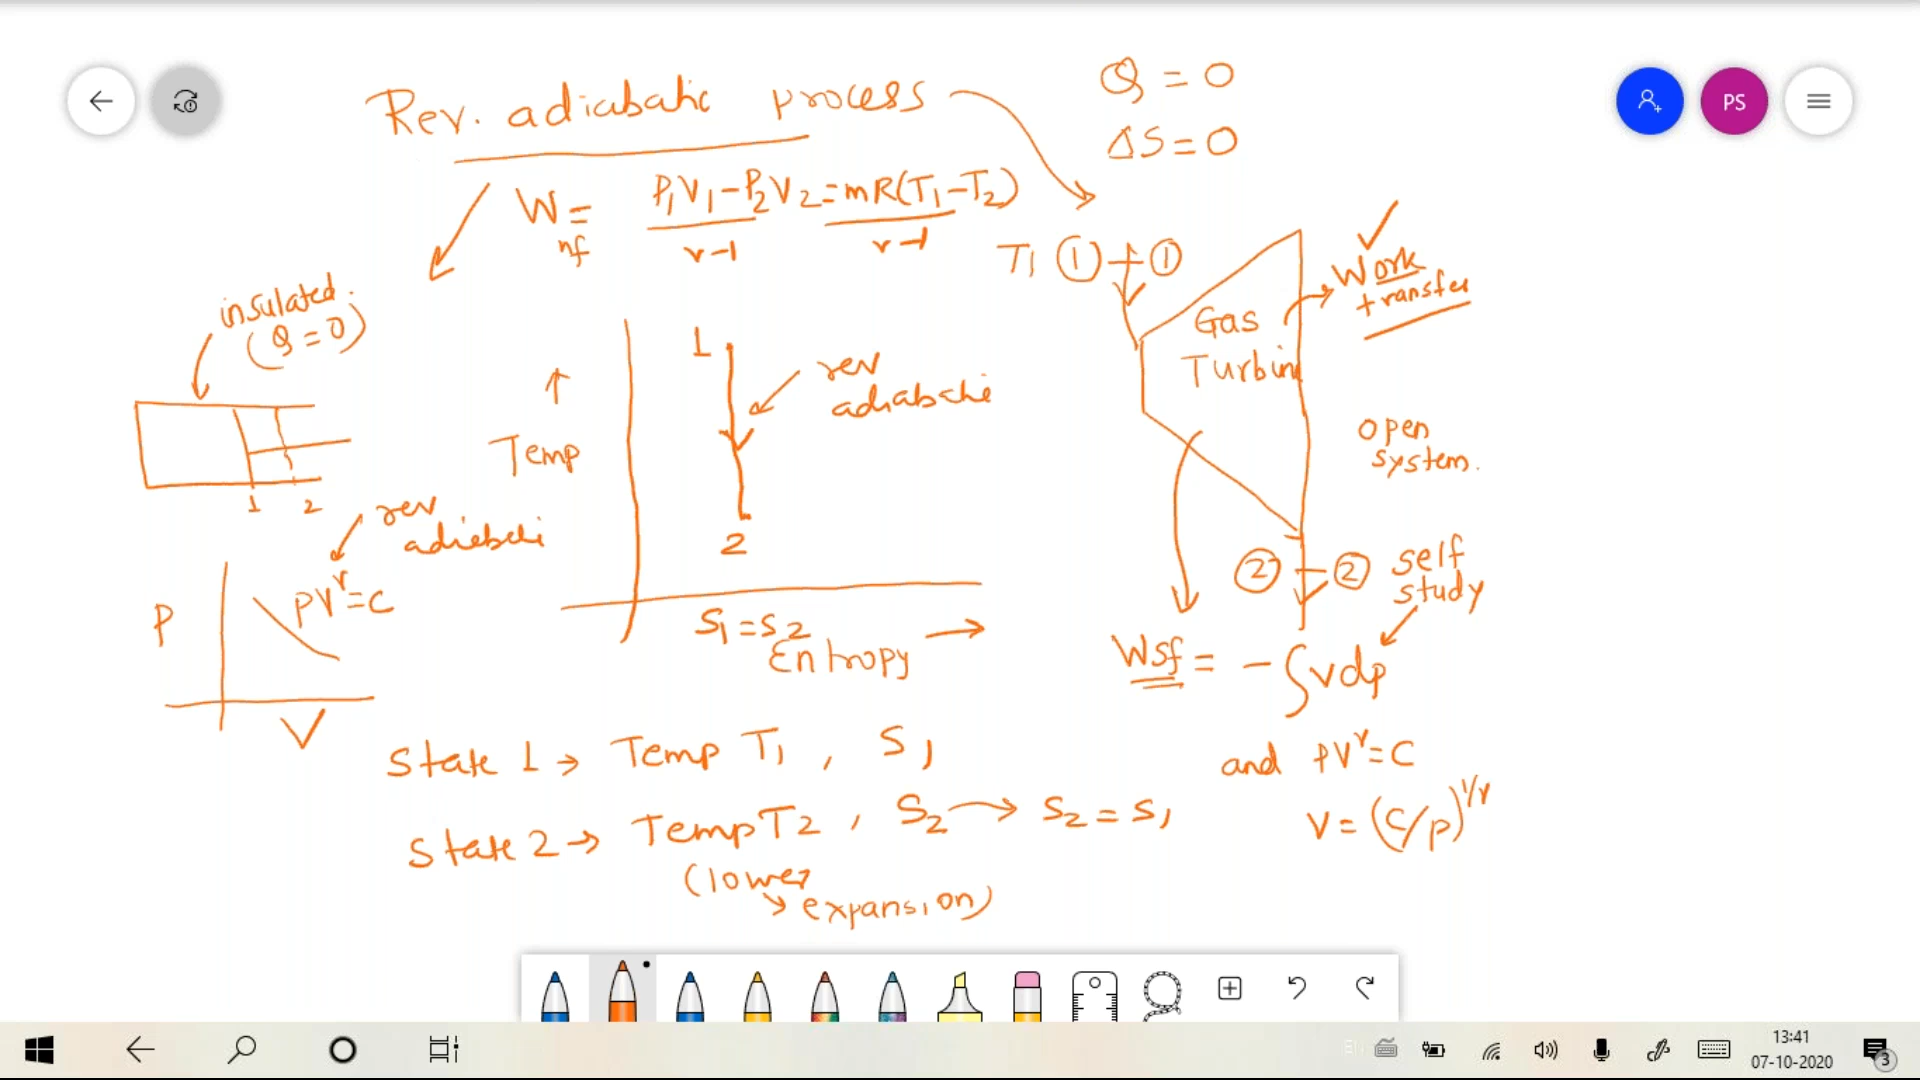 Rev. adiabatic process
Q = 0
ΔS = 0
PS
W = P1V1 - P2V2 = mR(T1 - T2)
nf r-1 r-1
T1 ① ①
Work
transfer
insulated.
(Q = 0)
Gas
Turbin
1
rev
adiabatic
↑
Temp
open
system.
1 2
rev
adiabatic
2
② ②
self
study
P
PV^r = C
S1 = S2
Entropy →
Wsf = - ∫vdp
V
State 1 → Temp T1 , S1
and PV^r = C
State 2 → Temp T2 , S2 → S2 = S1
V = (C/P)^1/r
(lower
→ expansion)
13:41
07-10-2020
3